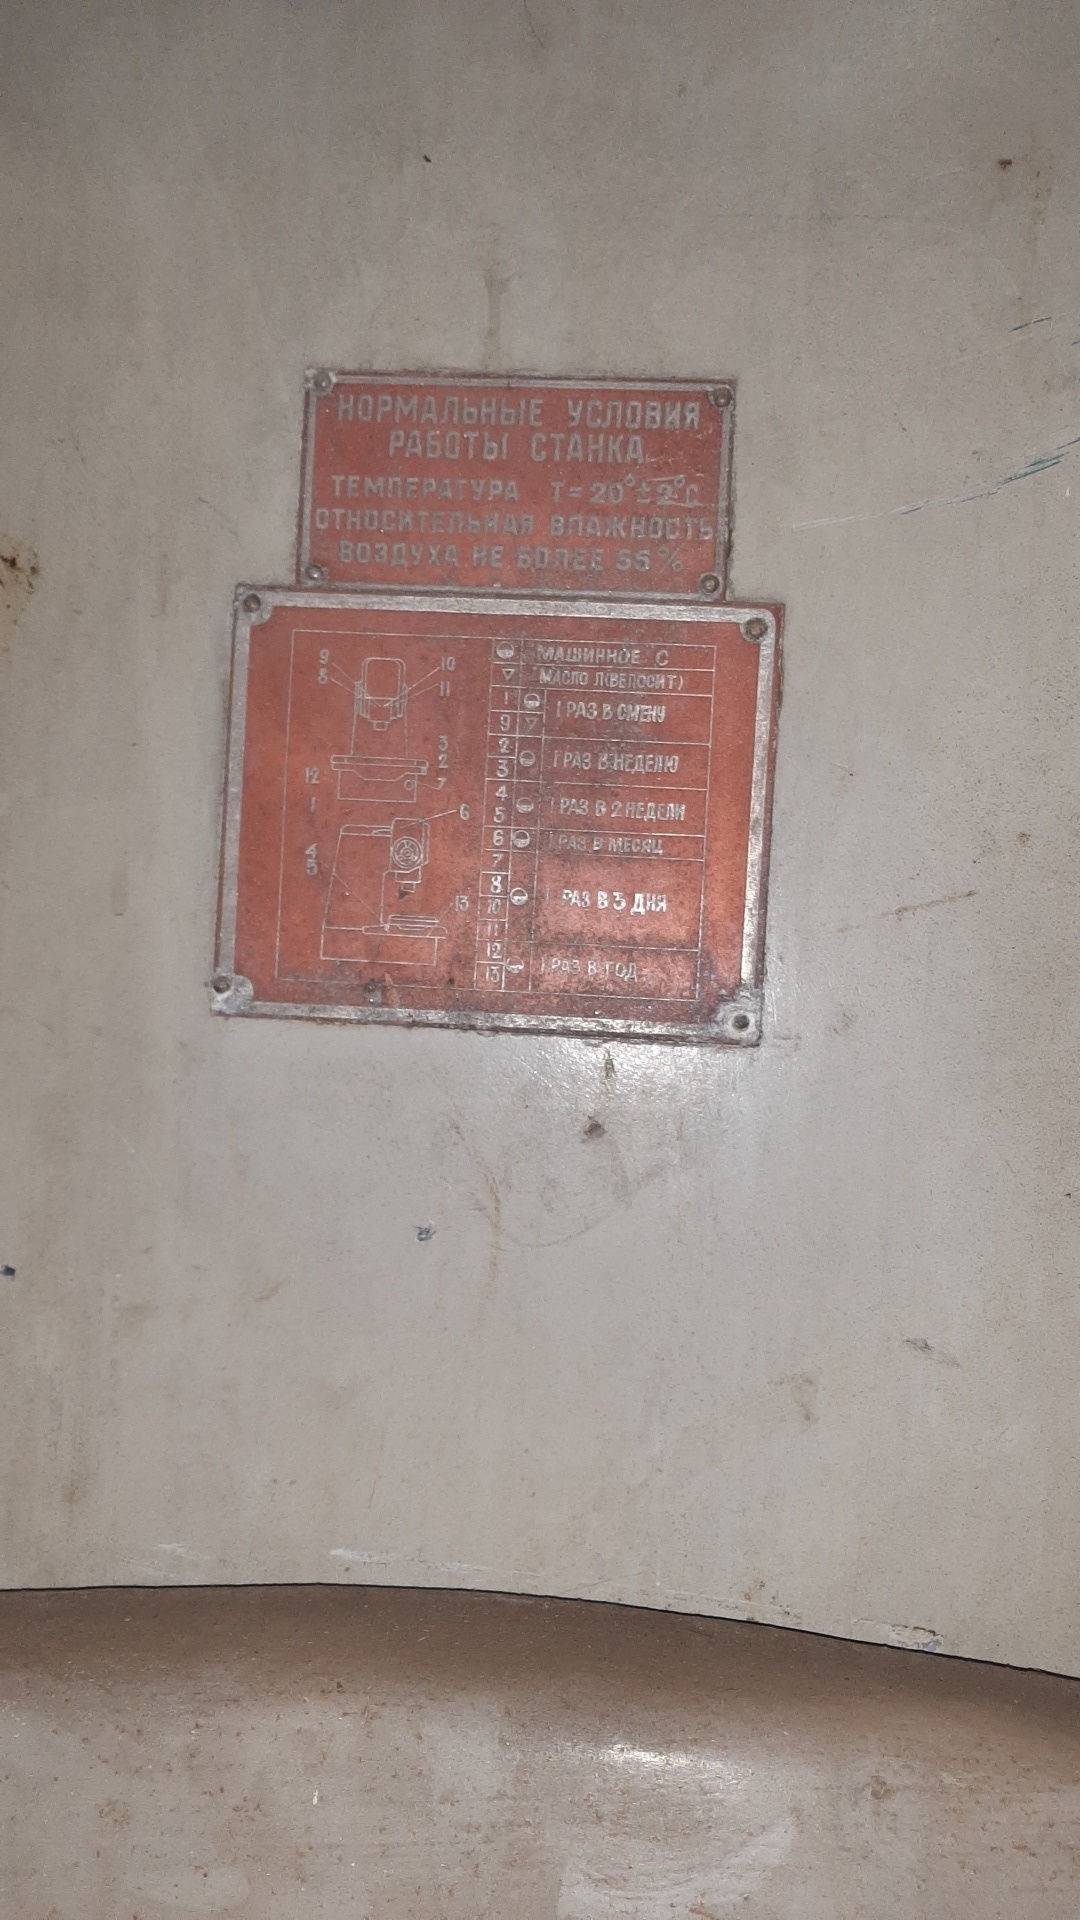 НОРМАЛЬНЫЕ УСЛОВИЯ
РАБОТЫ СТАНКА
ТЕМПЕРАТУРА Т=20°±2°С
ОТНОСИТЕЛЬНАЯ ВЛАЖНОСТЬ
ВОЗДУХА НЕ БОЛЕЕ 65%
МАШИННОЕ С
МАСЛО Л(ВЕЛОСИТ)
1
9
1 РАЗ В СМЕНУ
2
3
1 РАЗ В НЕДЕЛЮ
4
5
1 РАЗ В 2 НЕДЕЛИ
6
1 РАЗ В МЕСЯЦ
7
8
10
11
1 РАЗ В 3 ДНЯ
12
13
1 РАЗ В ГОД
9
8
10
11
3
2
7
12
1
6
4
5
13